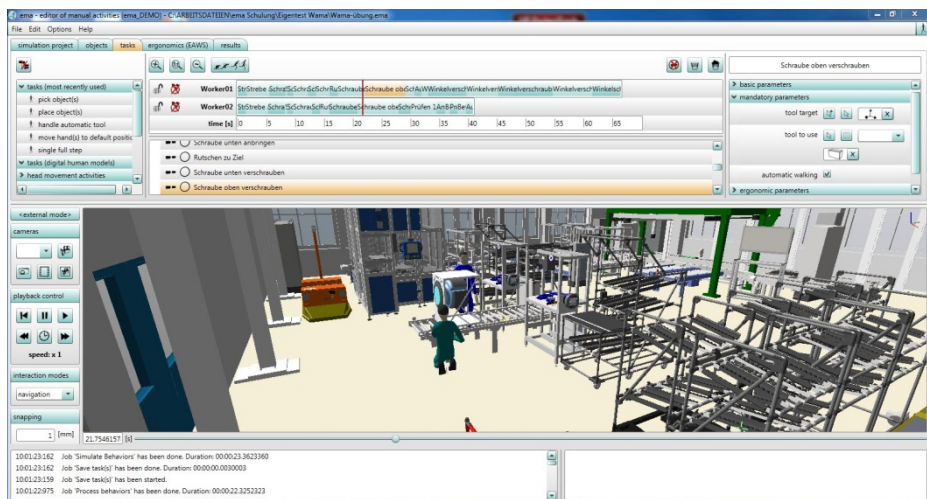 ema - editor of manual activities (ema_DEMO) - C:\ARBEITSDATEIEN\ema Schulung\Eigentest Wama\Wama-übung.ema
File Edit Options Help
simulation project objects tasks ergonomics (EAWS) results
tasks (most recently used)
pick object(s)
place object(s)
handle automatic tool
move hand(s) to default positic
single full step
tasks (digital human models)
head movement activities
Worker01
Worker02
time [s] 0 5 10 15 20 25 30 35 40 45 50 55 60 65
Schraube unten anbringen
Rutschen zu Ziel
Schraube unten verschrauben
Schraube oben verschrauben
Schraube oben verschrauben
basic parameters
mandatory parameters
tool target
tool to use
automatic walking
ergonomic parameters
<external mode>
cameras
playback control
speed: x 1
interaction modes
navigation
snapping
1 [mm]
21.7546157 [s]
10:01:23:162 Job 'Simulate Behaviors' has been done. Duration: 00:00:23.3623360
10:01:23:162 Job 'Save task(s)' has been done. Duration: 00:00:00.0030003
10:01:23:159 Job 'Save task(s)' has been started.
10:01:22:975 Job 'Process behaviors' has been done. Duration: 00:00:22.3252323